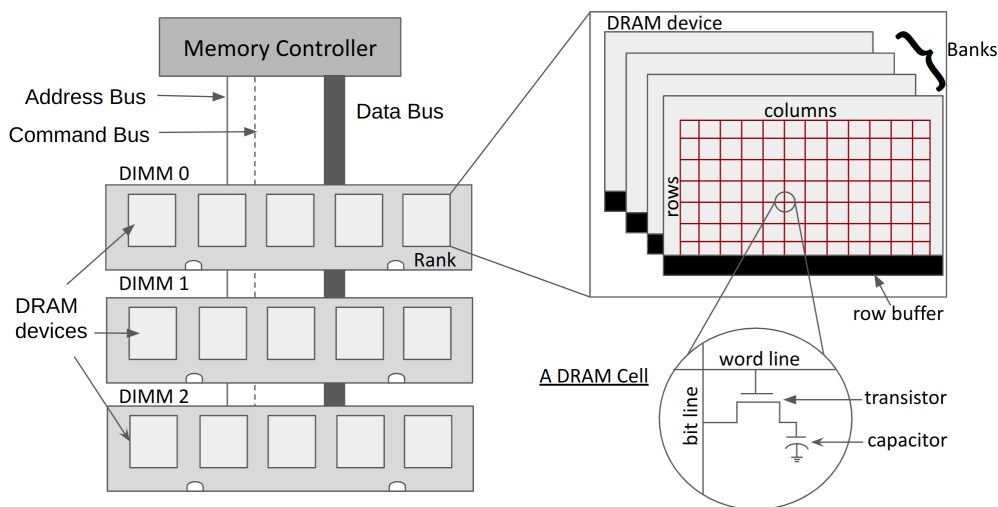 Memory Controller
Address Bus
Command Bus
Data Bus
DIMM 0
Rank
DIMM 1
DRAM
devices
DIMM 2
DRAM device
Banks
columns
rows
row buffer
A DRAM Cell
word line
bit line
transistor
capacitor